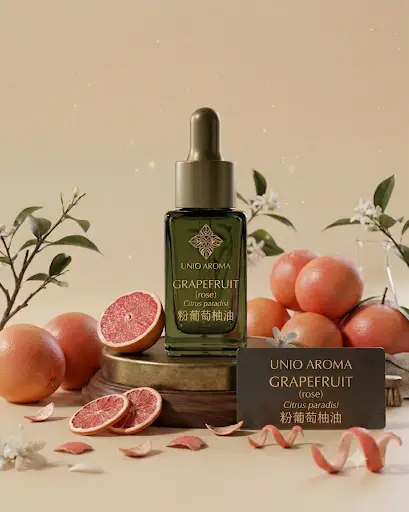 UNIO AROMA
GRAPEFRUIT
(rose)
Citrus paradisi
粉葡萄柚油
UNIO AROMA
GRAPEFRUIT
(rose)
Citrus paradisi
粉葡萄柚油